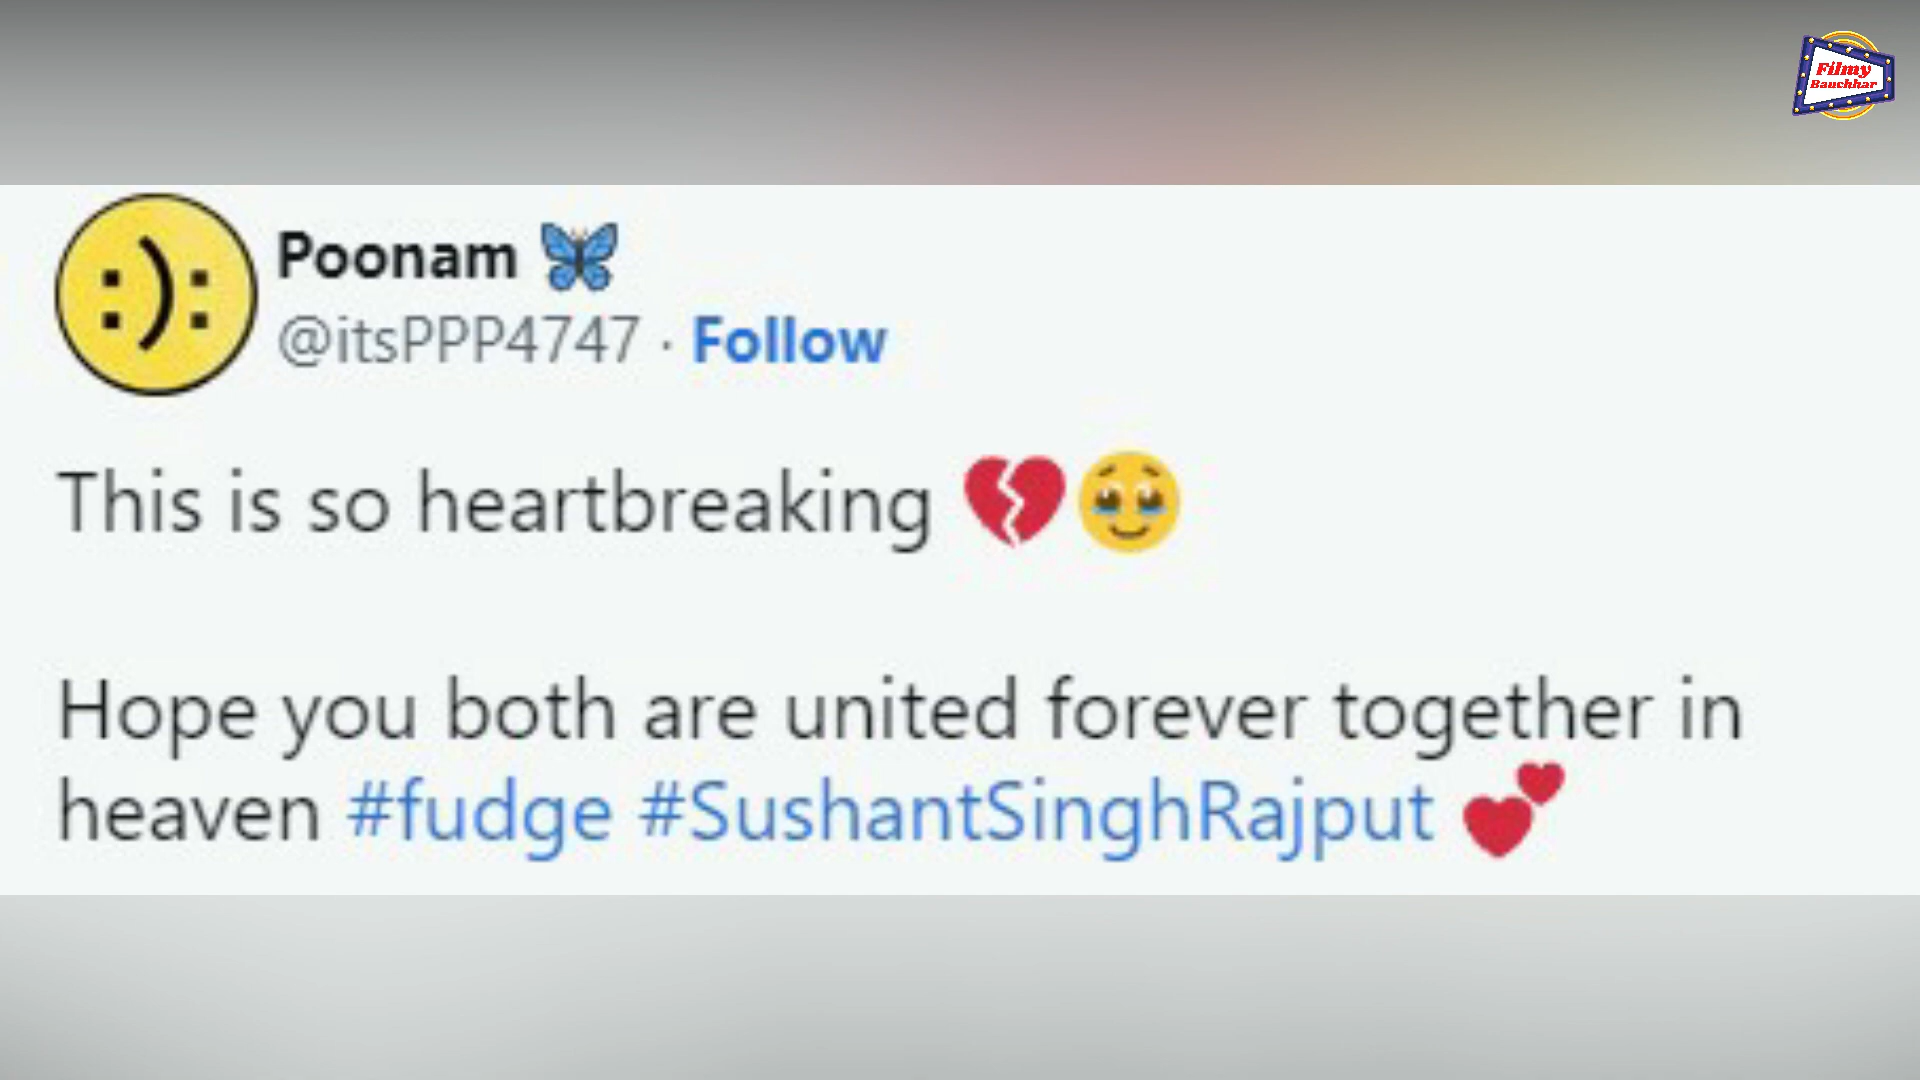 Filmy
Bauchhar
Poonam 🦋
@itsPPP4747 · Follow
This is so heartbreaking 💔🥹
Hope you both are united forever together in
heaven #fudge #SushantSinghRajput 💕